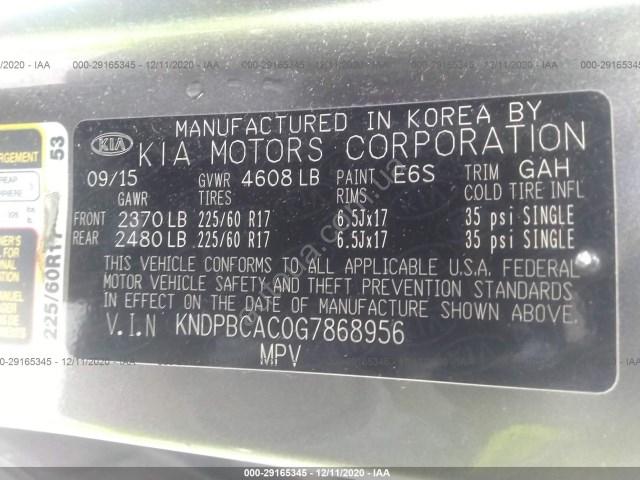 000-29165345 - 12/11/2020 - IAA
MANUFACTURED IN KOREA BY
KIA KIA MOTORS CORPORATION
09/15 GVWR 4608 LB PAINT E6S TRIM GAH
GAWR TIRES RIMS COLD TIRE INFL
FRONT 2370 LB 225/60 R17 6.5Jx17 35 psi SINGLE
REAR 2480 LB 225/60 R17 6.5Jx17 35 psi SINGLE
THIS VEHICLE CONFORMS TO ALL APPLICABLE U.S.A. FEDERAL
MOTOR VEHICLE SAFETY AND THEFT PREVENTION STANDARDS
IN EFFECT ON THE DATE OF MANUFACTURE SHOWN ABOVE.
V.I.N KNDPBCAC0G7868956
MPV
53
225/60R17
000-29165345 - 12/11/2020 - IAA